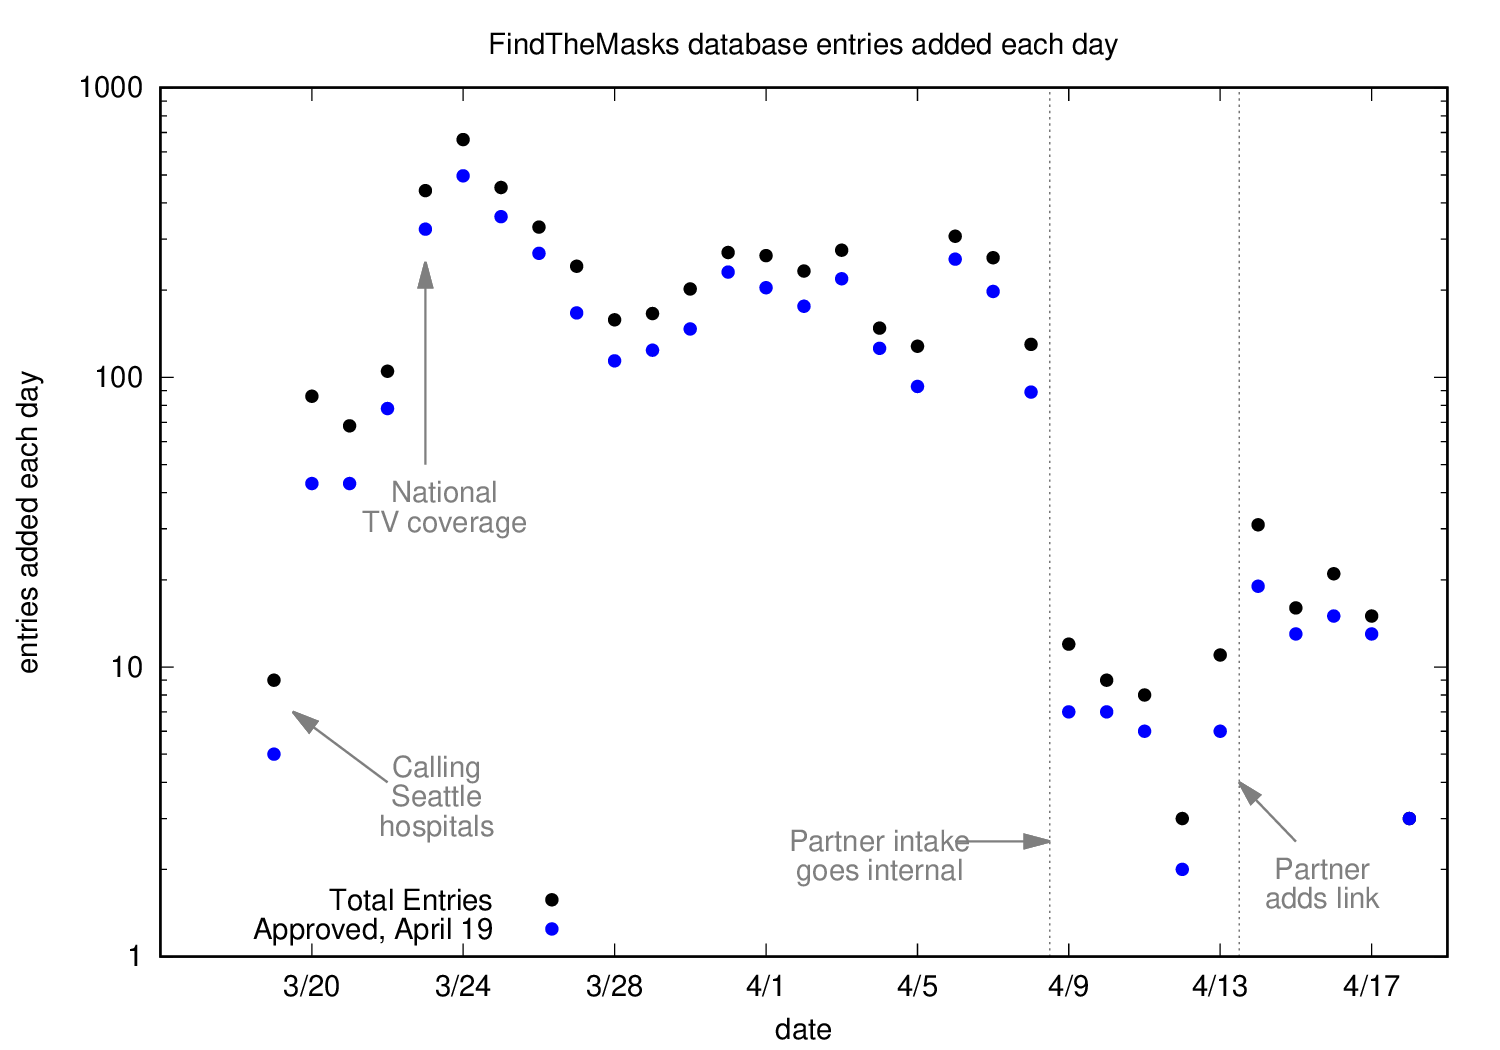 FindTheMasks database entries added each day
1000
100
10
1
entries added each day
National
TV coverage
Calling
Seattle
hospitals
Partner intake
goes internal
Partner
adds link
Total Entries
Approved, April 19
3/20
3/24
3/28
4/1
4/5
4/9
4/13
4/17
date